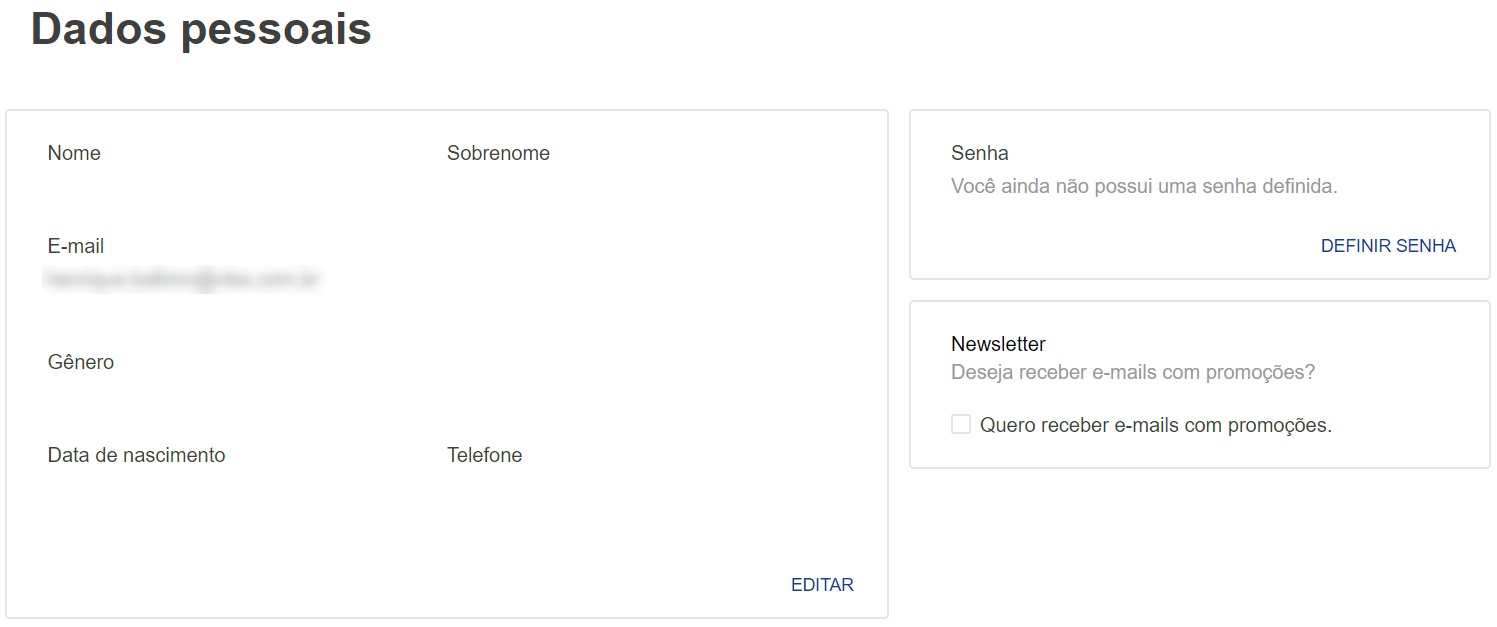 Dados pessoais
Nome
Sobrenome
E-mail
Gênero
Data de nascimento
Telefone
EDITAR
Senha
Você ainda não possui uma senha definida.
DEFINIR SENHA
Newsletter
Deseja receber e-mails com promoções?
Quero receber e-mails com promoções.